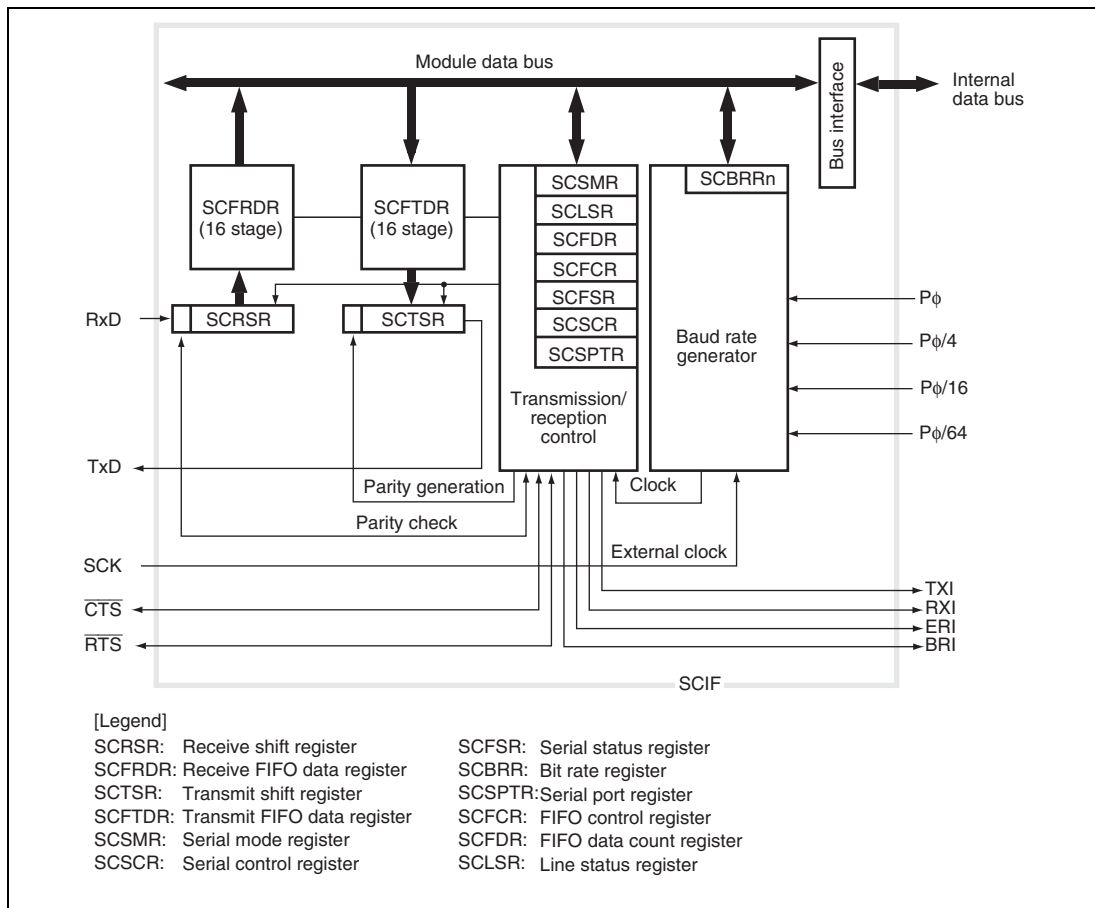 Module data bus
Bus interface
Internal
data bus
SCFRDR
(16 stage)
SCFTDR
(16 stage)
SCSMR
SCLSR
SCFDR
SCFCR
SCFSR
SCSCR
SCSPTR
Transmission/
reception
control
SCBRRn
Baud rate
generator
RxD
SCRSR
SCTSR
Pϕ
Pϕ/4
Pϕ/16
Pϕ/64
TxD
Parity generation
Clock
Parity check
SCK
External clock
CTS
RTS
TXI
RXI
ERI
BRI
SCIF
[Legend]
SCRSR: Receive shift register
SCFRDR: Receive FIFO data register
SCTSR: Transmit shift register
SCFTDR: Transmit FIFO data register
SCSMR: Serial mode register
SCSCR: Serial control register
SCFSR: Serial status register
SCBRR: Bit rate register
SCSPTR:Serial port register
SCFCR: FIFO control register
SCFDR: FIFO data count register
SCLSR: Line status register